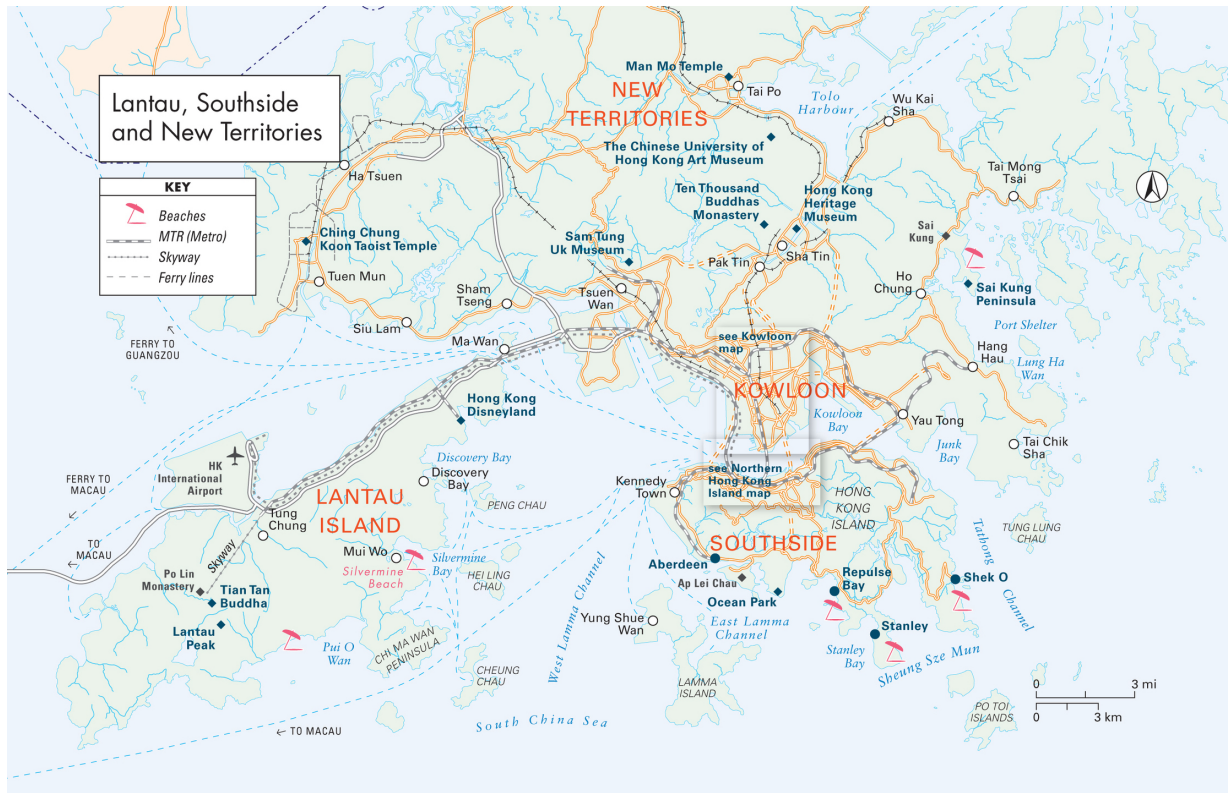 Lantau, Southside
and New Territories
KEY
Beaches
MTR (Metro)
Skyway
Ferry lines
Man Mo Temple
Tai Po
NEW
TERRITORIES
Tolo
Harbour
Wu Kai
Sha
The Chinese University of
Hong Kong Art Museum
Tai Mong
Tsai
Ha Tsuen
Ten Thousand
Buddhas
Monastery
Hong Kong
Heritage
Museum
Ching Chung
Koon Taoist Temple
Sam Tung
Uk Museum
Sai
Kung
Sha Tin
Pak Tin
Tuen Mun
Sham
Tseng
Tsuen
Wan
Ho
Chung
Sai Kung
Peninsula
Siu Lam
Port Shelter
FERRY TO
GUANGZOU
Ma Wan
see Kowloon
map
Hang
Hau
Lung Ha
Wan
KOWLOON
Hong Kong
Disneyland
Kowloon
Bay
Yau Tong
Junk
Bay
Tai Chik
Sha
HK
International
Airport
Discovery Bay
Discovery
Bay
FERRY TO
MACAU
see Northern
Hong Kong
Island map
Kennedy
Town
HONG
KONG
ISLAND
LANTAU
ISLAND
PENG CHAU
Tung
Chung
TO
MACAU
TUNG LUNG
CHAU
Tathong
Channel
SOUTHSIDE
Skyway
Mui Wo
Silvermine
Beach
Silvermine
Bay
HEI LING
CHAU
Aberdeen
Ap Lei Chau
Repulse
Bay
Shek O
Po Lin
Monastery
Tian Tan
Buddha
Ocean Park
East Lamma
Channel
West Lamma Channel
Yung Shue
Wan
Stanley
Lantau
Peak
Pui O
Wan
CHI MA WAN
PENINSULA
Stanley
Bay
Sheung Sze Mun
CHEUNG
CHAU
LAMMA
ISLAND
0
3 mi
0
3 km
PO TOI
ISLANDS
South China Sea
TO MACAU